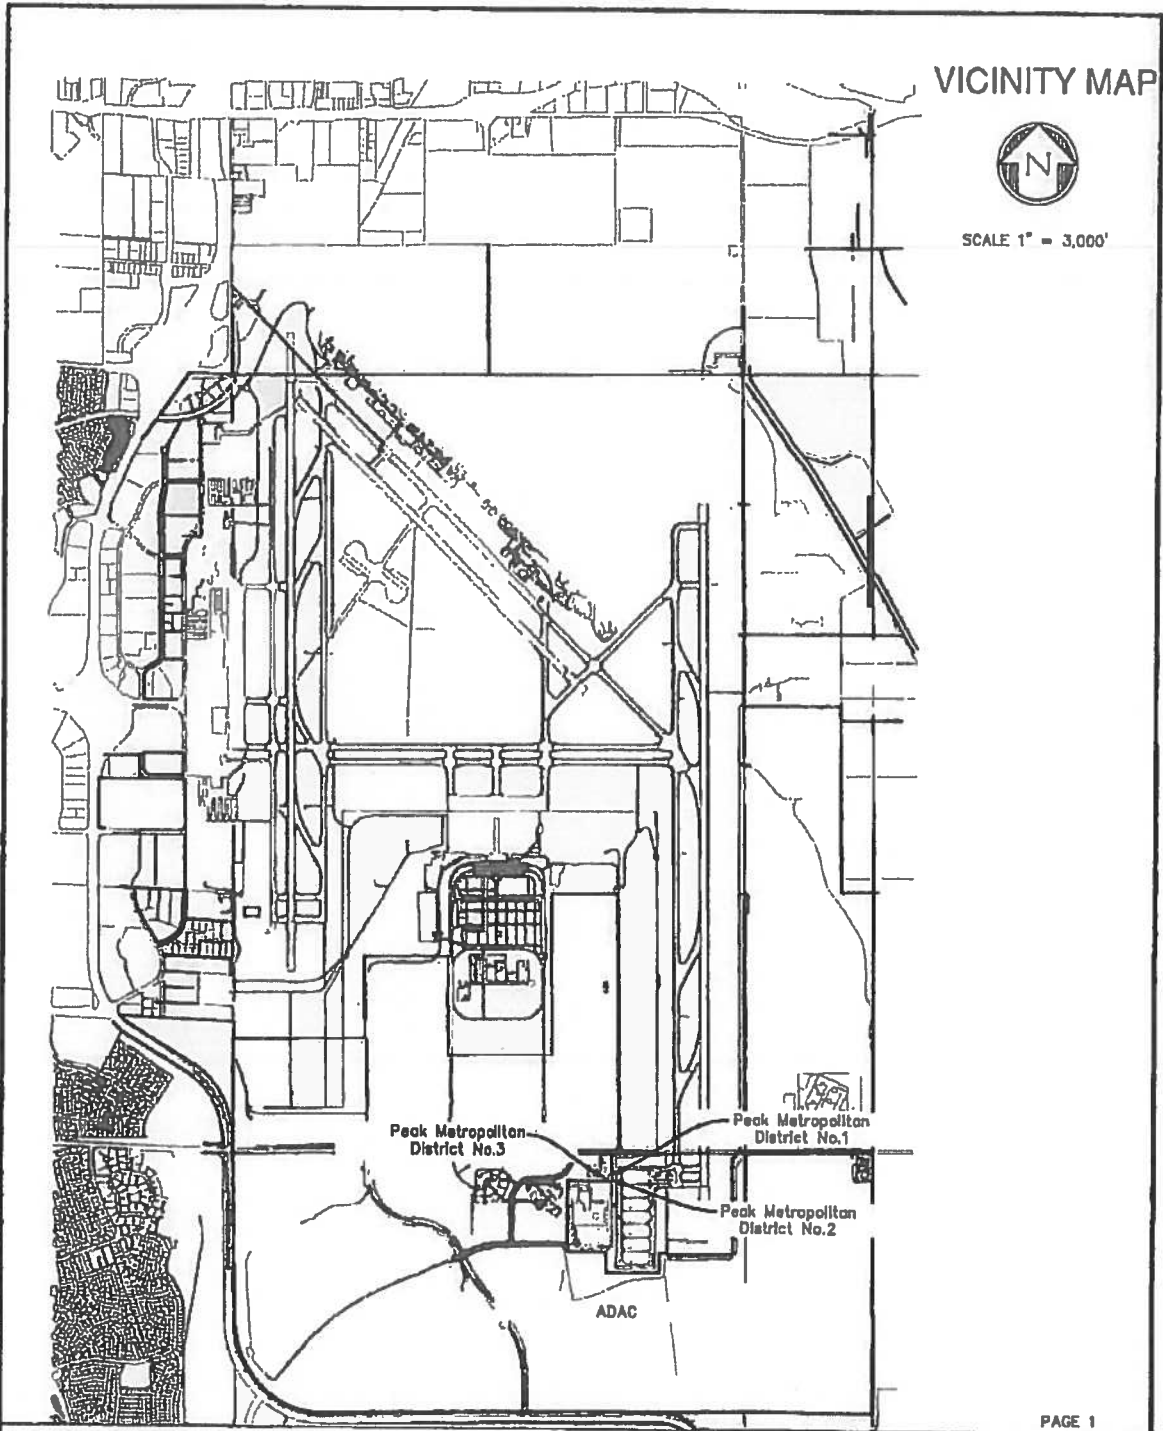 VICINITY MAP
N
SCALE 1" = 3,000'
Peak Metropolitan
District No.3
Peak Metropolitan
District No.1
Peak Metropolitan
District No.2
ADAC
PAGE 1